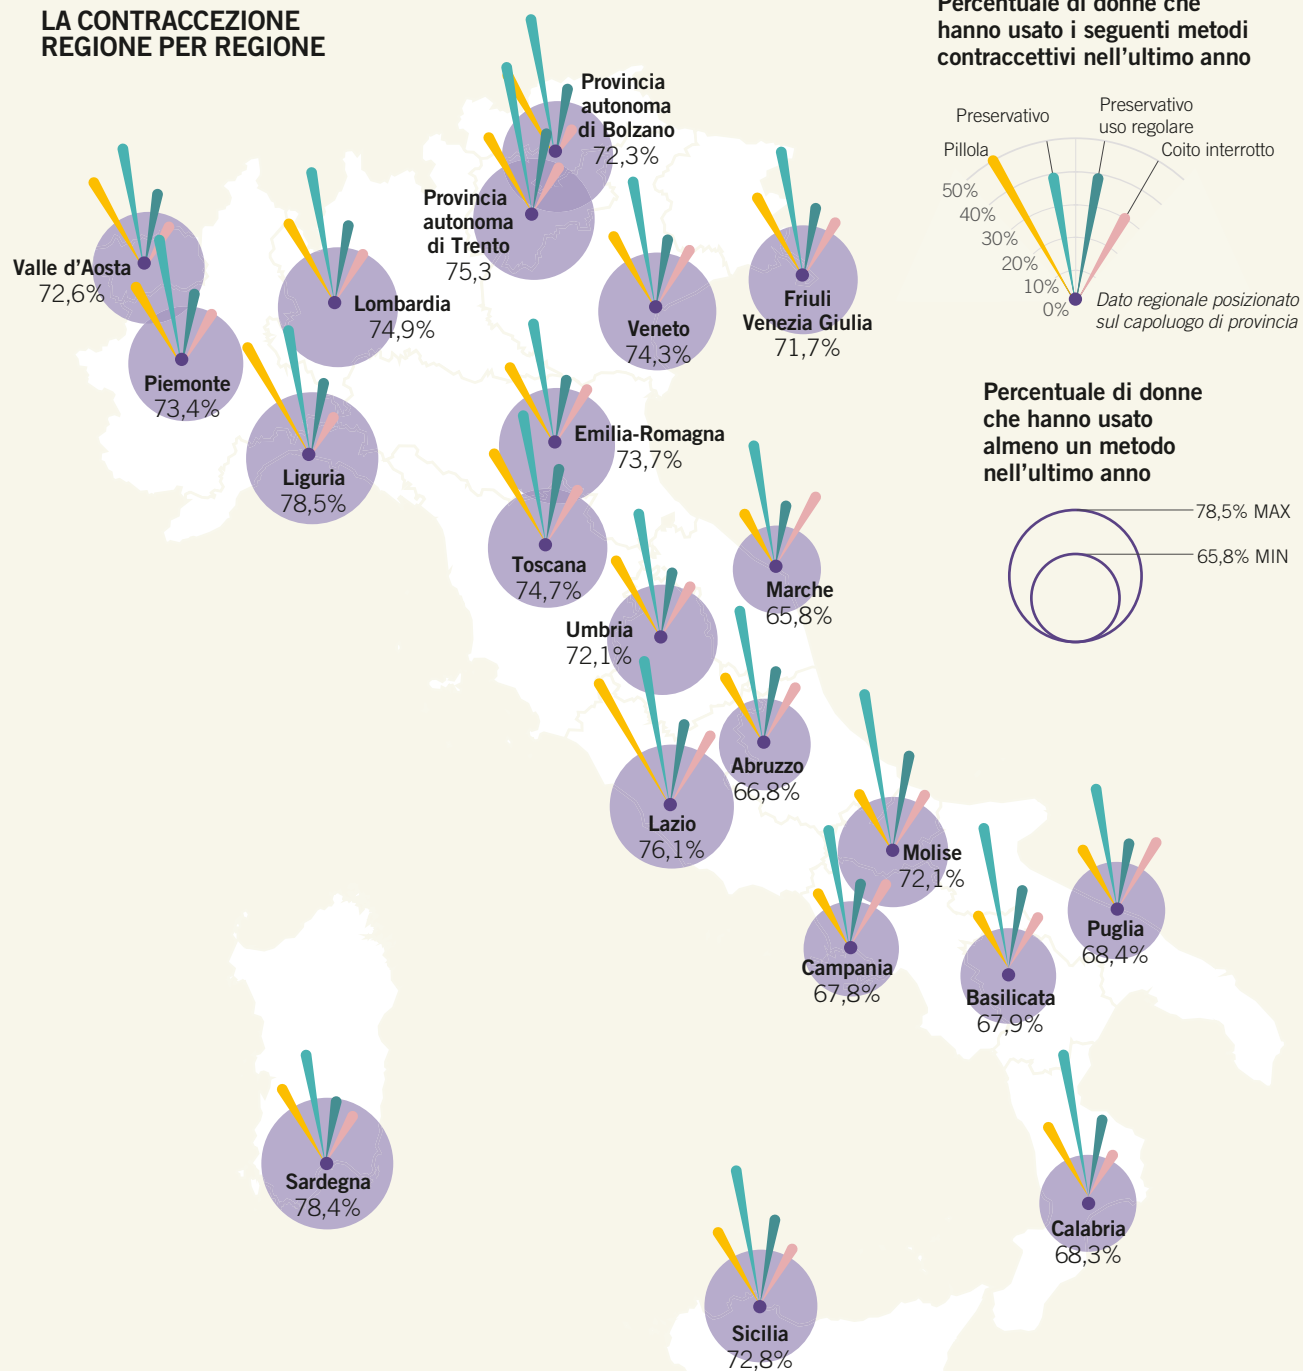 LA CONTRACCEZIONE
REGIONE PER REGIONE
Percentuale di donne che
hanno usato i seguenti metodi
contraccettivi nell'ultimo anno
Preservativo
Preservativo
uso regolare
Pillola
Coito interrotto
50%
40%
30%
20%
10%
0%
Dato regionale posizionato
sul capoluogo di provincia
Percentuale di donne
che hanno usato
almeno un metodo
nell'ultimo anno
78,5% MAX
65,8% MIN
Provincia
autonoma
di Bolzano
72,3%
Provincia
autonoma
di Trento
75,3
Valle d'Aosta
72,6%
Lombardia
74,9%
Veneto
74,3%
Friuli
Venezia Giulia
71,7%
Piemonte
73,4%
Liguria
78,5%
Emilia-Romagna
73,7%
Toscana
74,7%
Marche
65,8%
Umbria
72,1%
Abruzzo
66,8%
Lazio
76,1%
Molise
72,1%
Campania
67,8%
Puglia
68,4%
Basilicata
67,9%
Sardegna
78,4%
Calabria
68,3%
Sicilia
72,8%